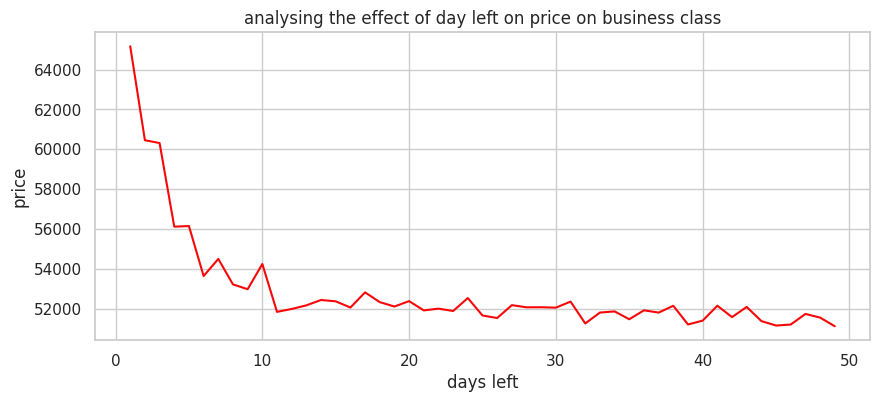 analysing the effect of day left on price on business class
64000
62000
60000
58000
56000
54000
52000
price
0 10 20 30 40 50
days left